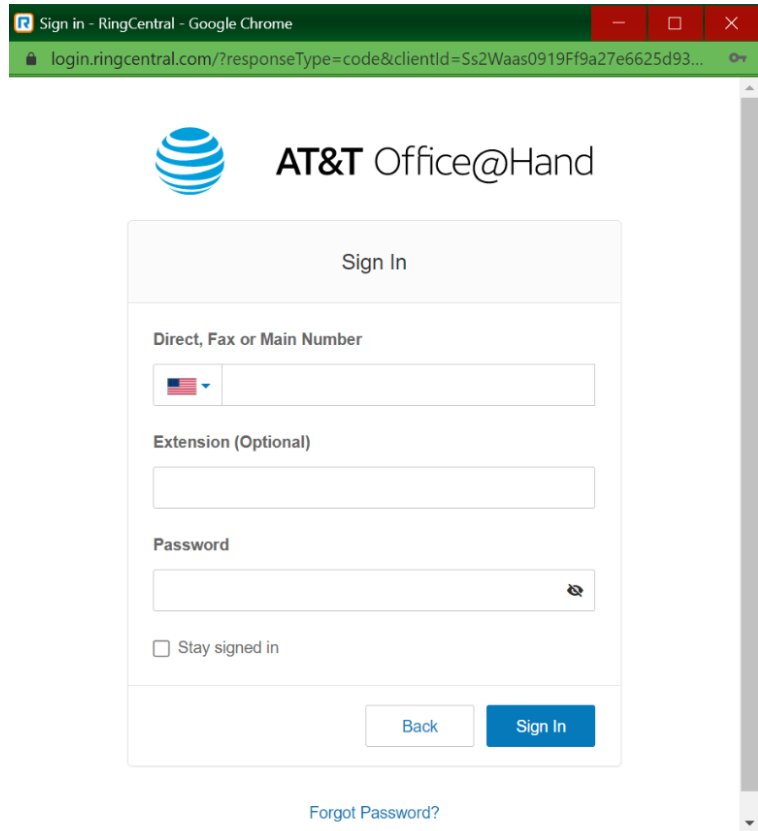 Sign in - RingCentral - Google Chrome
login.ringcentral.com/?responseType=code&clientId=Ss2Waas0919Ff9a27e6625d93...
AT&T Office@Hand
Sign In
Direct, Fax or Main Number
Extension (Optional)
Password
Stay signed in
Back
Sign In
Forgot Password?